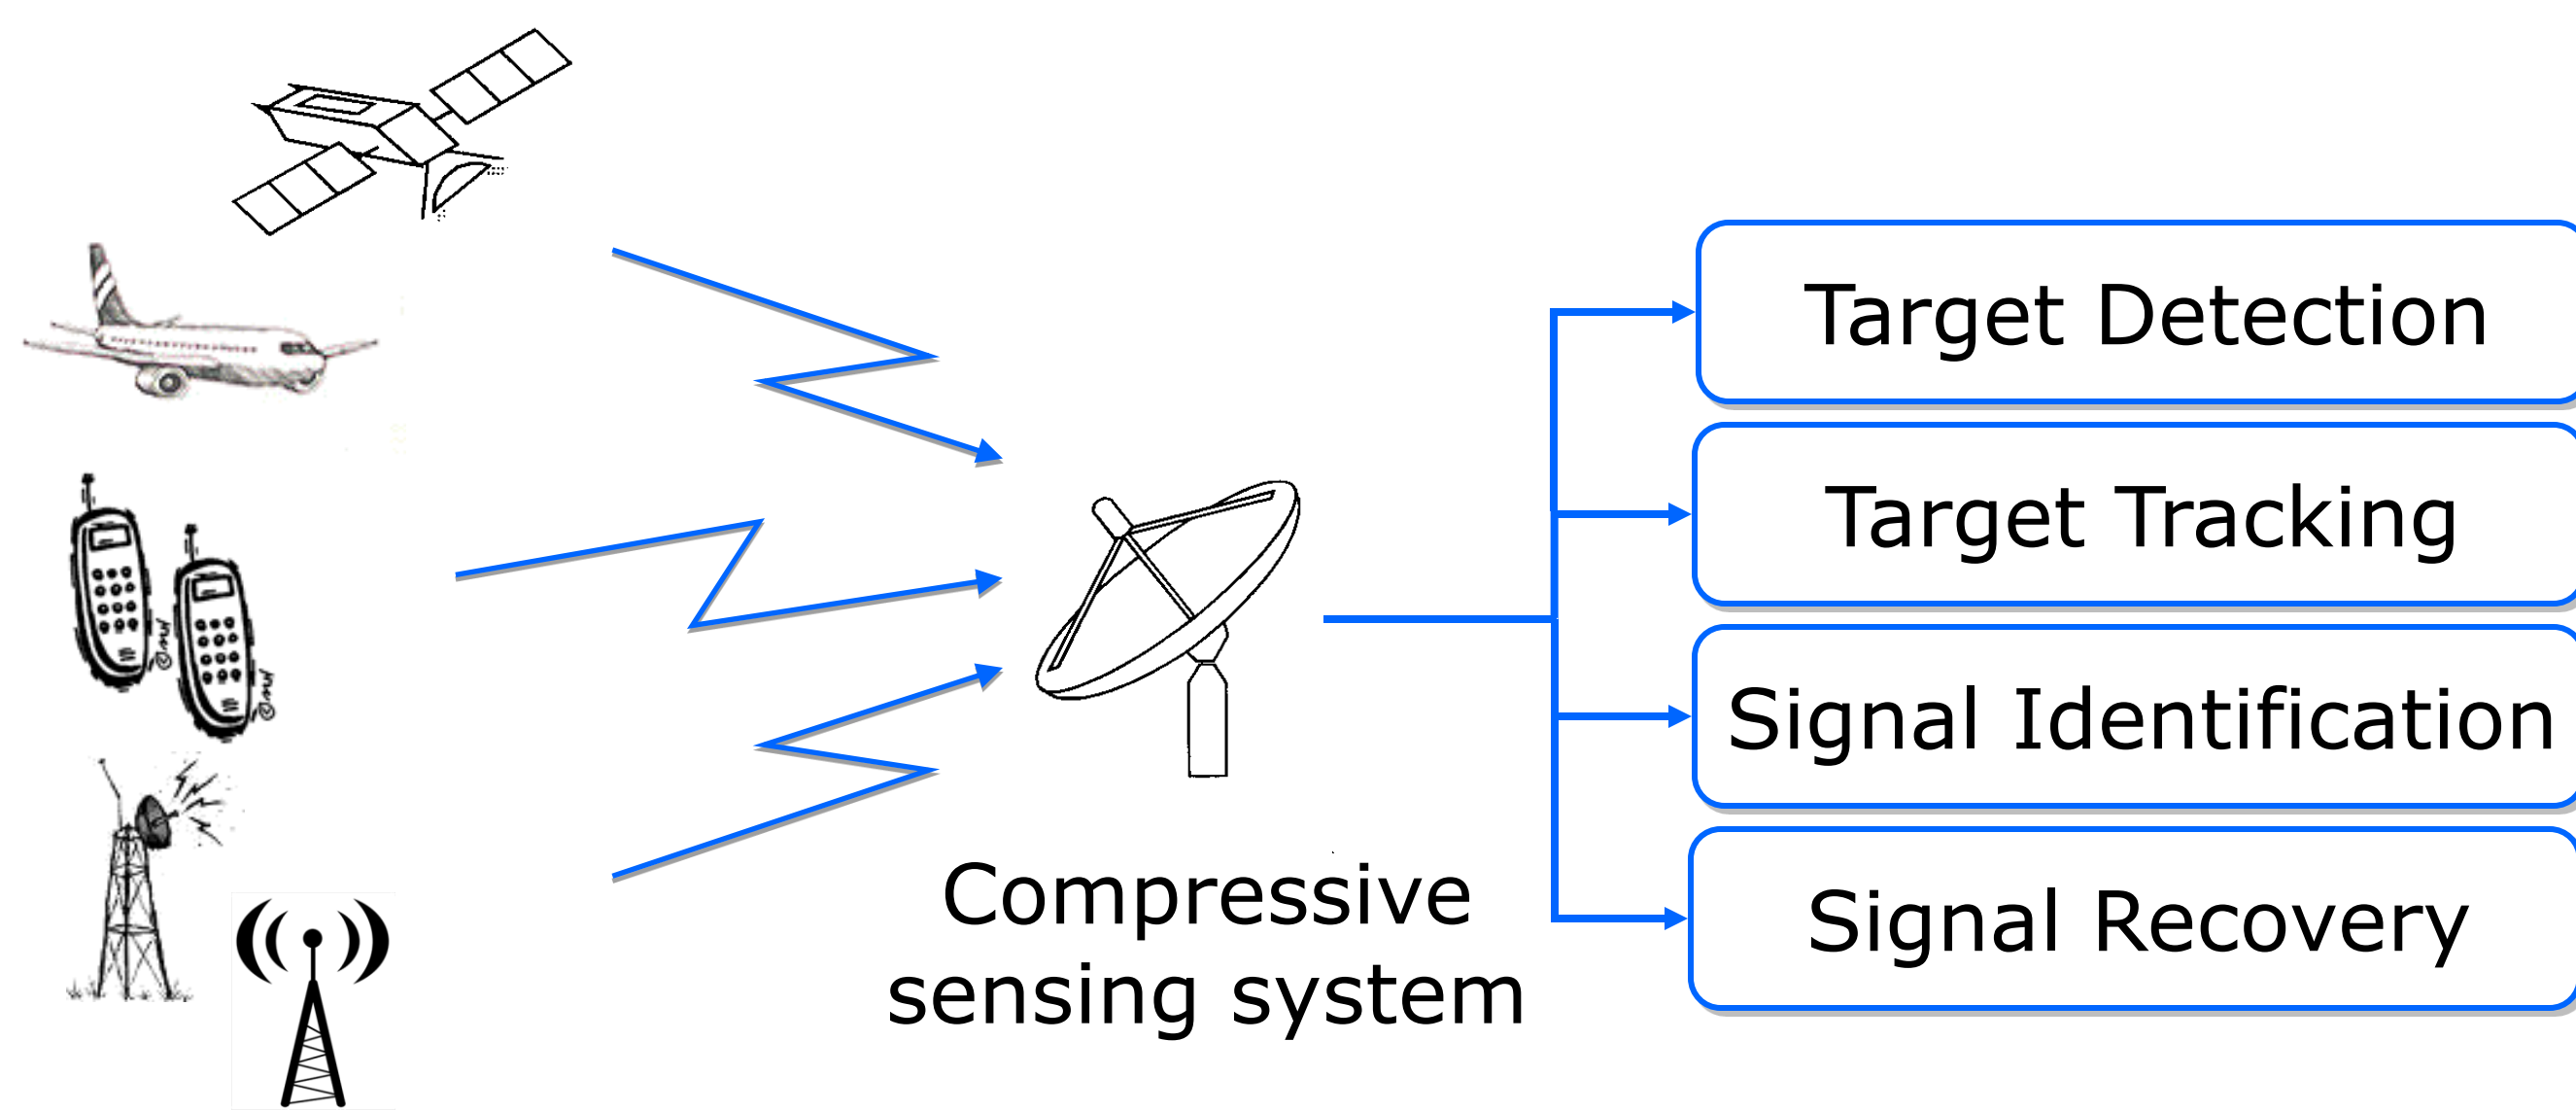 Target Detection
Target Tracking
Signal Identification
Signal Recovery
Compressive
sensing system